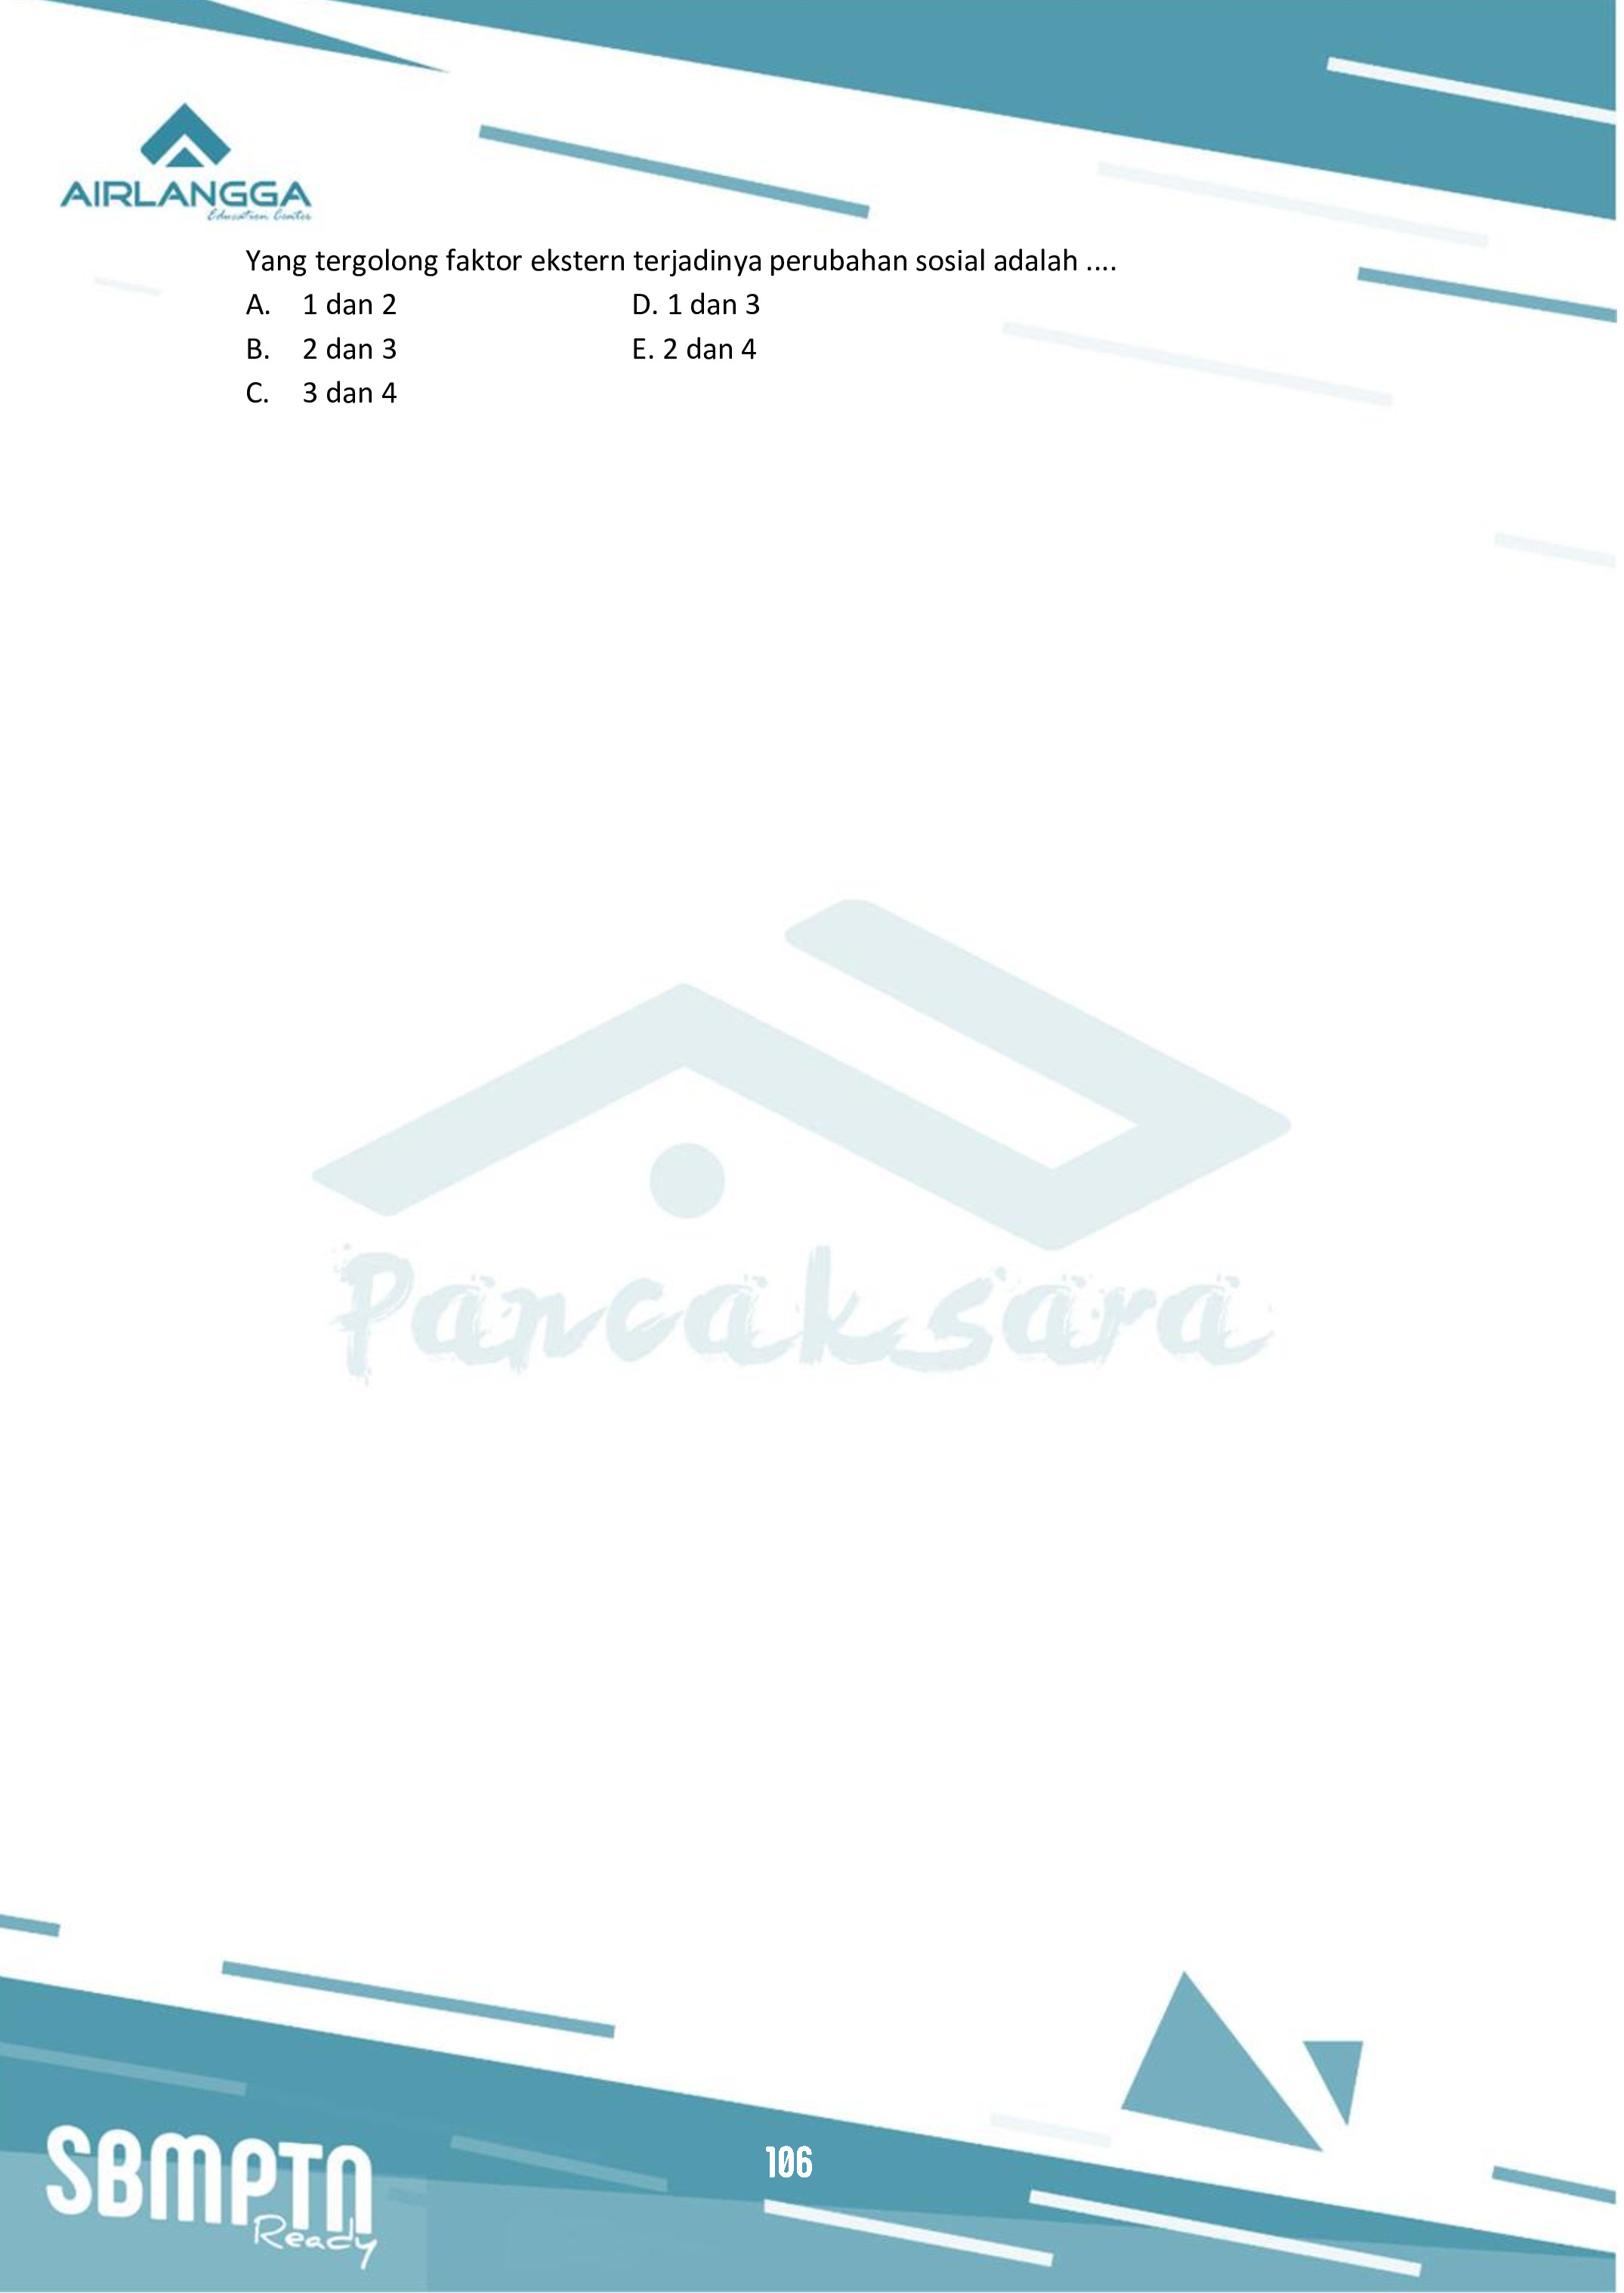 AIRLANGGA
Education Center
Yang tergolong faktor ekstern terjadinya perubahan sosial adalah ....
A. 1 dan 2 D. 1 dan 3
B. 2 dan 3 E. 2 dan 4
C. 3 dan 4
Pancaksara
SBMPTN
Ready
106